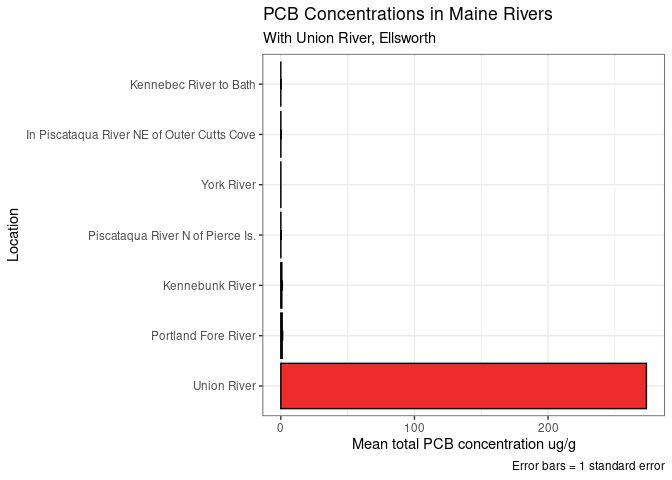 PCB Concentrations in Maine Rivers
With Union River, Ellsworth
Kennebec River to Bath
In Piscataqua River NE of Outer Cutts Cove
York River
Piscataqua River N of Pierce Is.
Kennebunk River
Portland Fore River
Union River
Location
0 100 200
Mean total PCB concentration ug/g
Error bars = 1 standard error